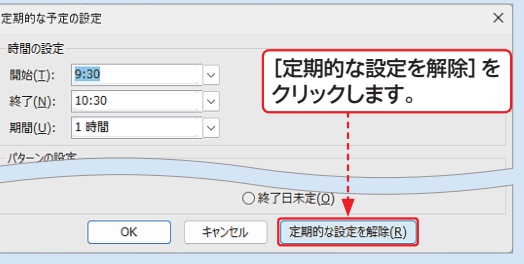 定期的な予定の設定
時間の設定
開始(T): 9:30
終了(N): 10:30
期間(U): 1 時間
[定期的な設定を解除]を
クリックします。
パターンの設定
終了日未定(O)
OK キャンセル 定期的な設定を解除(R)